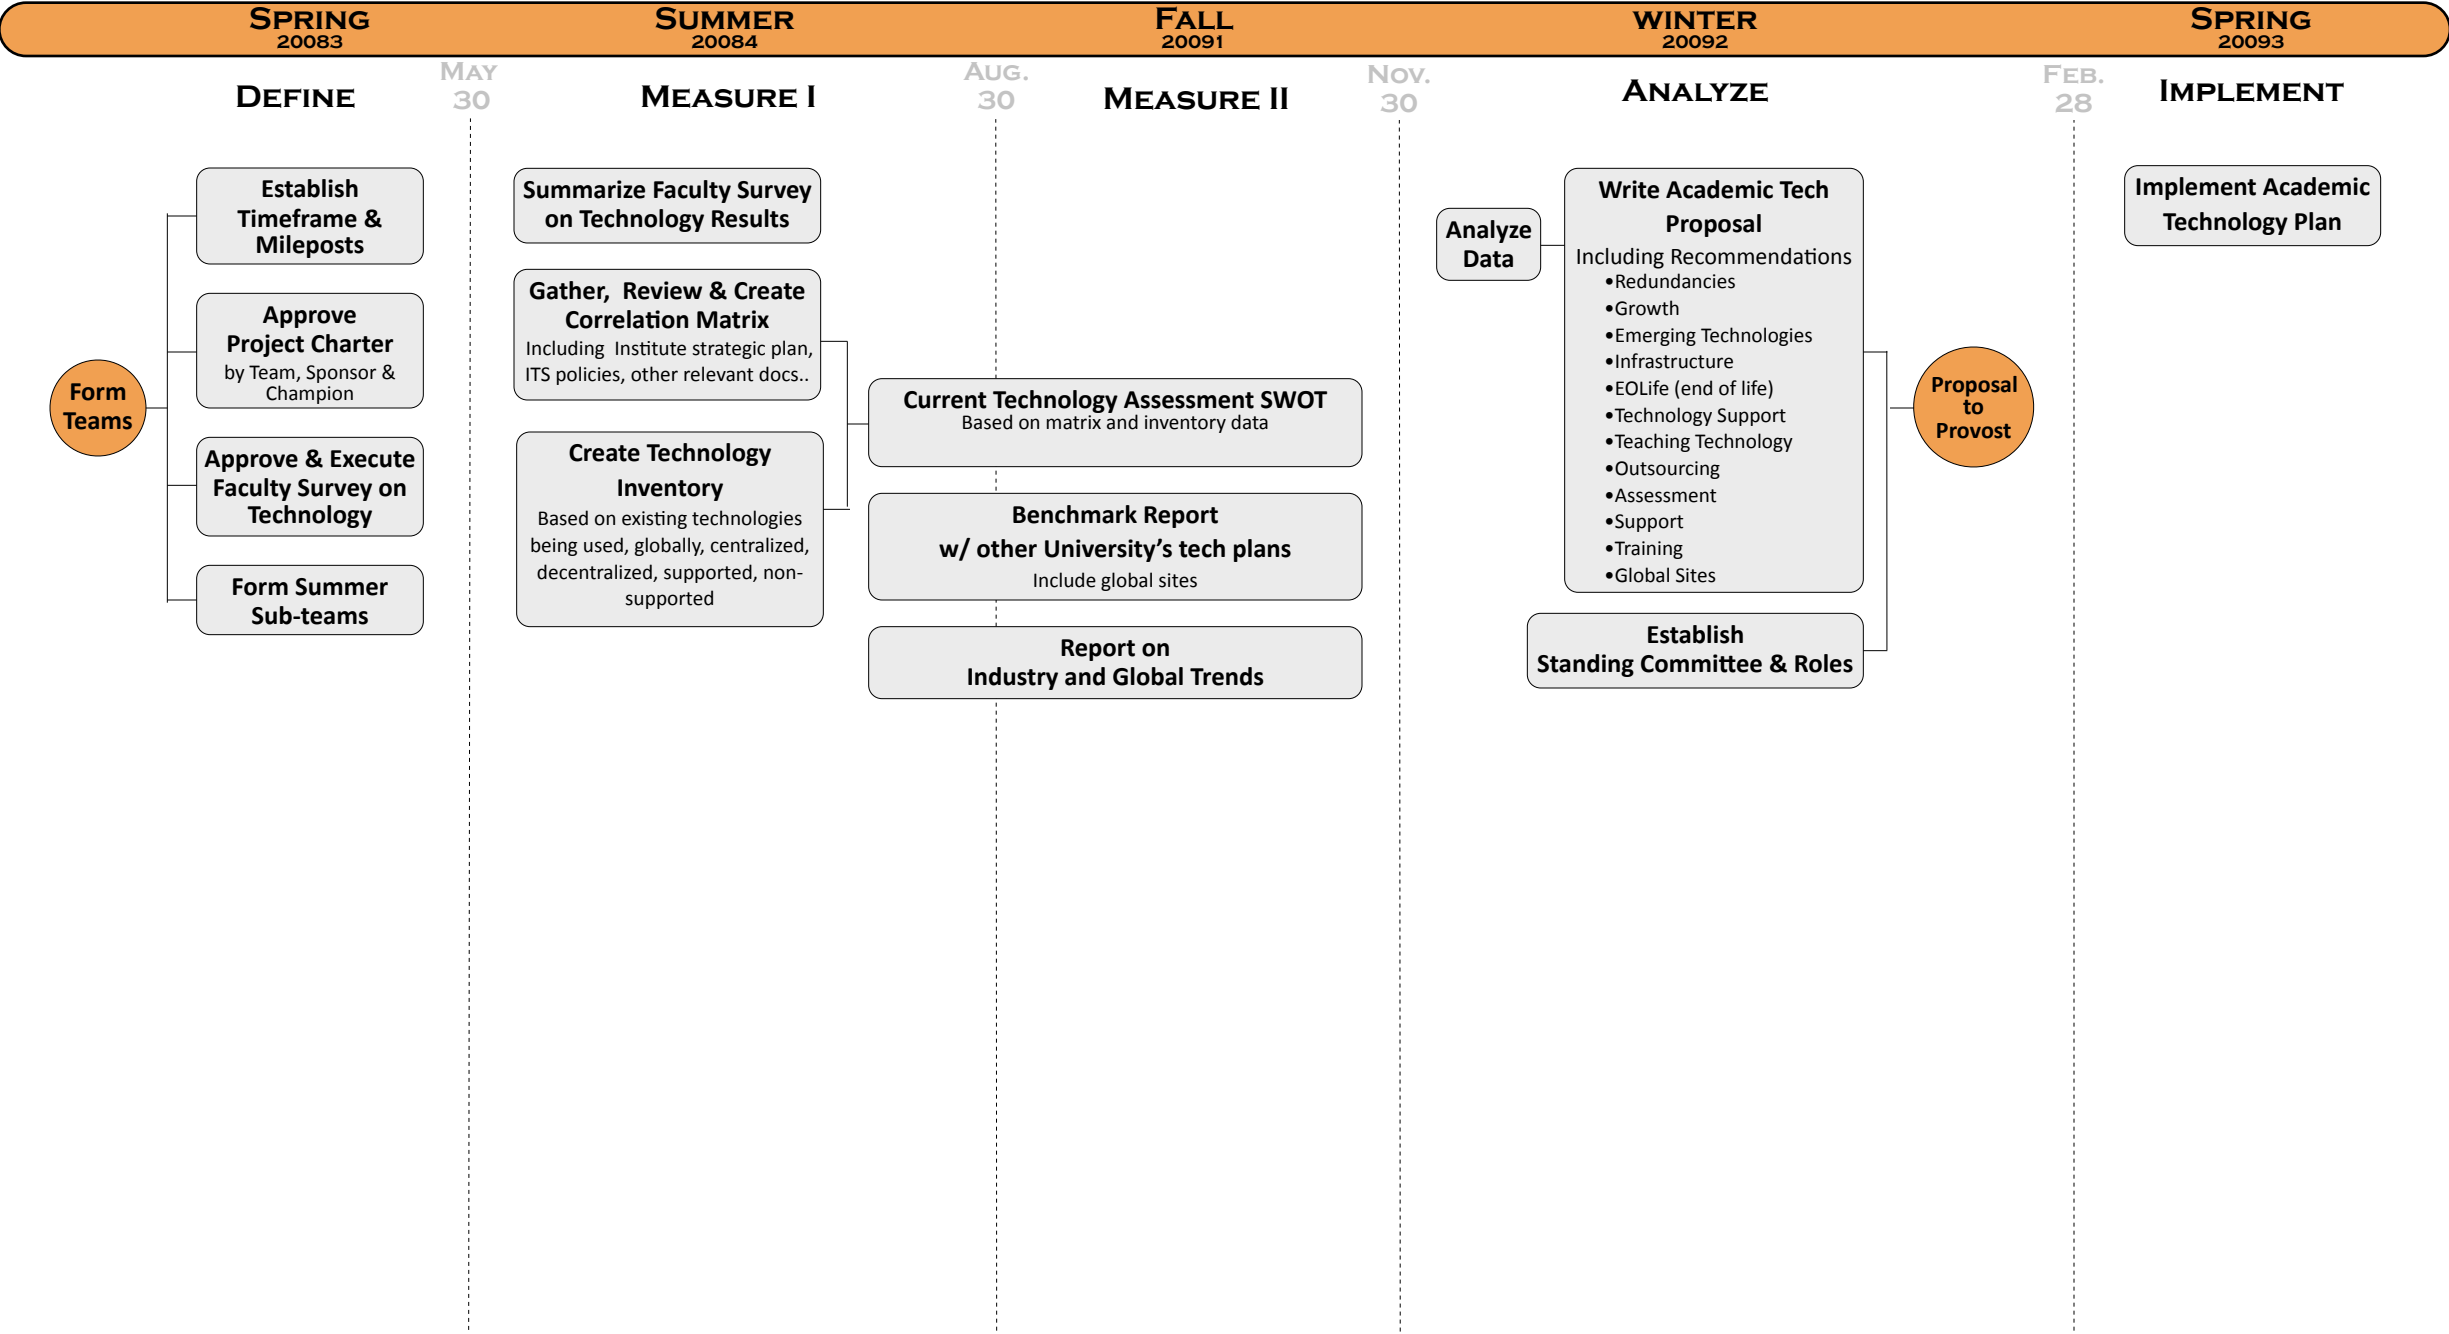 SPRING
20083
SUMMER
20084
FALL
20091
WINTER
20092
SPRING
20093
DEFINE
MAY
30
MEASURE I
AUG.
30
MEASURE II
NOV.
30
ANALYZE
FEB.
28
IMPLEMENT
Form
Teams
Establish
Timeframe &
Mileposts
Approve
Project Charter
by Team, Sponsor &
Champion
Approve & Execute
Faculty Survey on
Technology
Form Summer
Sub-teams
Summarize Faculty Survey
on Technology Results
Gather, Review & Create
Correlation Matrix
Including Institute strategic plan,
ITS policies, other relevant docs..
Create Technology
Inventory
Based on existing technologies
being used, globally, centralized,
decentralized, supported, non-
supported
Current Technology Assessment SWOT
Based on matrix and inventory data
Benchmark Report
w/ other University’s tech plans
Include global sites
Report on
Industry and Global Trends
Analyze
Data
Write Academic Tech
Proposal
Including Recommendations
•Redundancies
•Growth
•Emerging Technologies
•Infrastructure
•EOLife (end of life)
•Technology Support
•Teaching Technology
•Outsourcing
•Assessment
•Support
•Training
•Global Sites
Establish
Standing Committee & Roles
Proposal
to
Provost
Implement Academic
Technology Plan